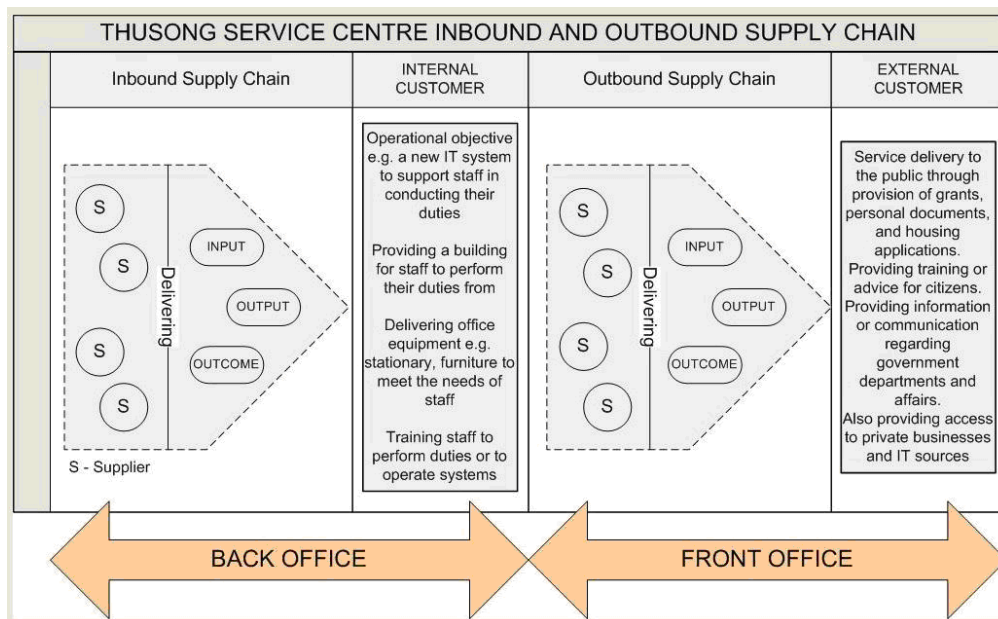 THUSONG SERVICE CENTRE INBOUND AND OUTBOUND SUPPLY CHAIN
Inbound Supply Chain
INTERNAL
CUSTOMER
Outbound Supply Chain
EXTERNAL
CUSTOMER
S
S
S
S
Delivering
INPUT
OUTPUT
OUTCOME
S - Supplier
Operational objective
e.g. a new IT system
to support staff in
conducting their
duties
Providing a building
for staff to perform
their duties from
Delivering office
equipment e.g.
stationary, furniture to
meet the needs of
staff
Training staff to
perform duties or to
operate systems
S
S
S
S
Delivering
INPUT
OUTPUT
OUTCOME
Service delivery to
the public through
provision of grants,
personal documents,
and housing
applications.
Providing training or
advice for citizens.
Providing information
or communication
regarding
government
departments and
affairs.
Also providing access
to private businesses
and IT sources
BACK OFFICE
FRONT OFFICE